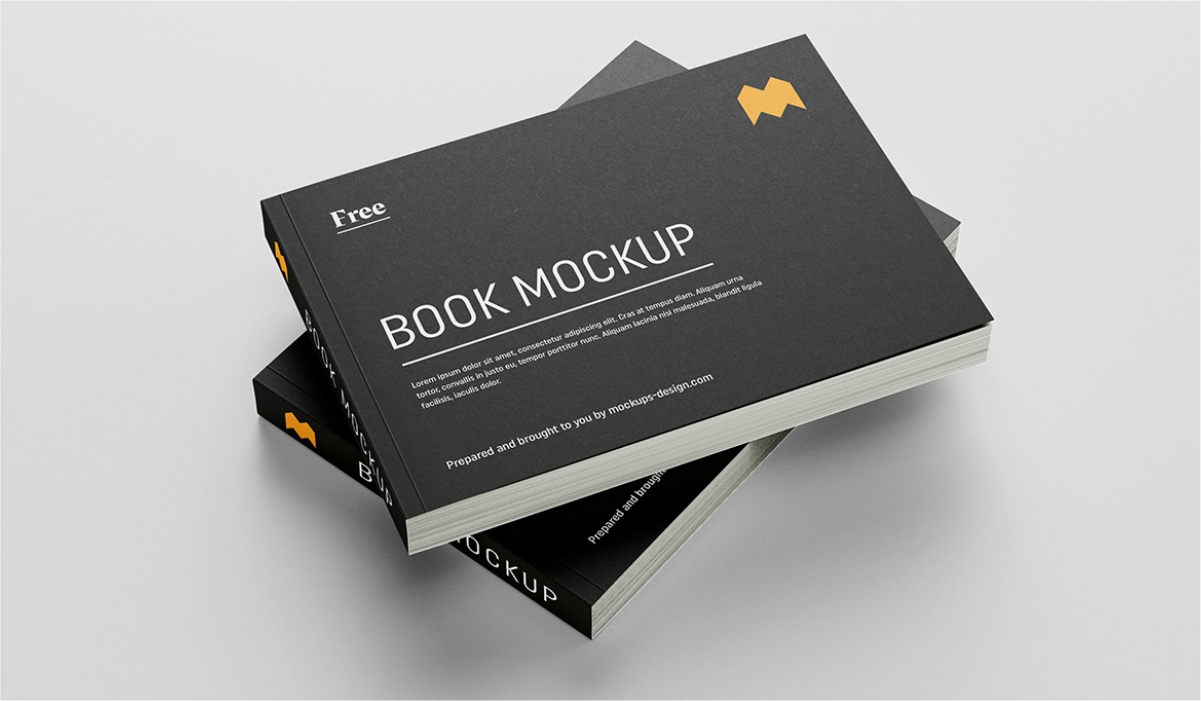 Free
BOOK MOCKUP
Lorem ipsum dolor sit amet, consectetur adipiscing elit. Cras at tempus diam. Aliquam urna
tortor, convallis in justo eu, tempor porttitor nunc. Aliquam lacinia nisi malesuada, blandit ligula
facilisis, iaculis dolor.
Prepared and brought to you by mockups-design.com
BOOK MOCKUP
B
MOCKUP
Prepared and brought